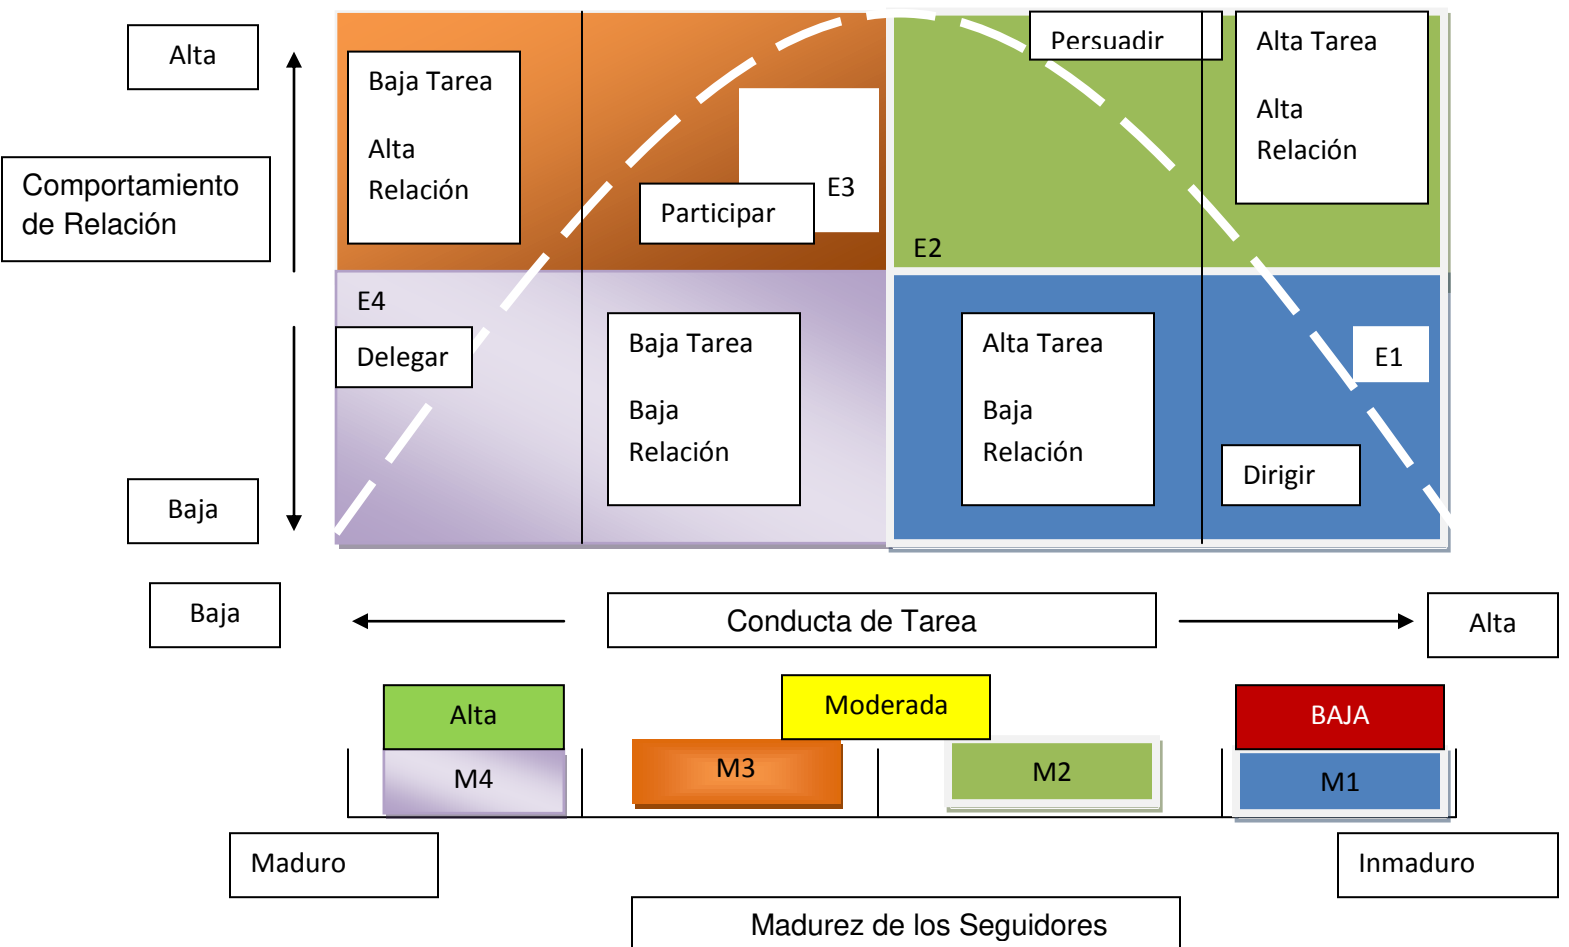 Alta
Comportamiento
de Relación
Baja
Baja Tarea
Alta
Relación
E3
Participar
Persuadir
Alta Tarea
Alta
Relación
E2
E4
Delegar
Baja Tarea
Baja
Relación
Alta Tarea
Baja
Relación
E1
Dirigir
Baja
Conducta de Tarea
Alta
Alta
Moderada
BAJA
M4
M3
M2
M1
Maduro
Inmaduro
Madurez de los Seguidores